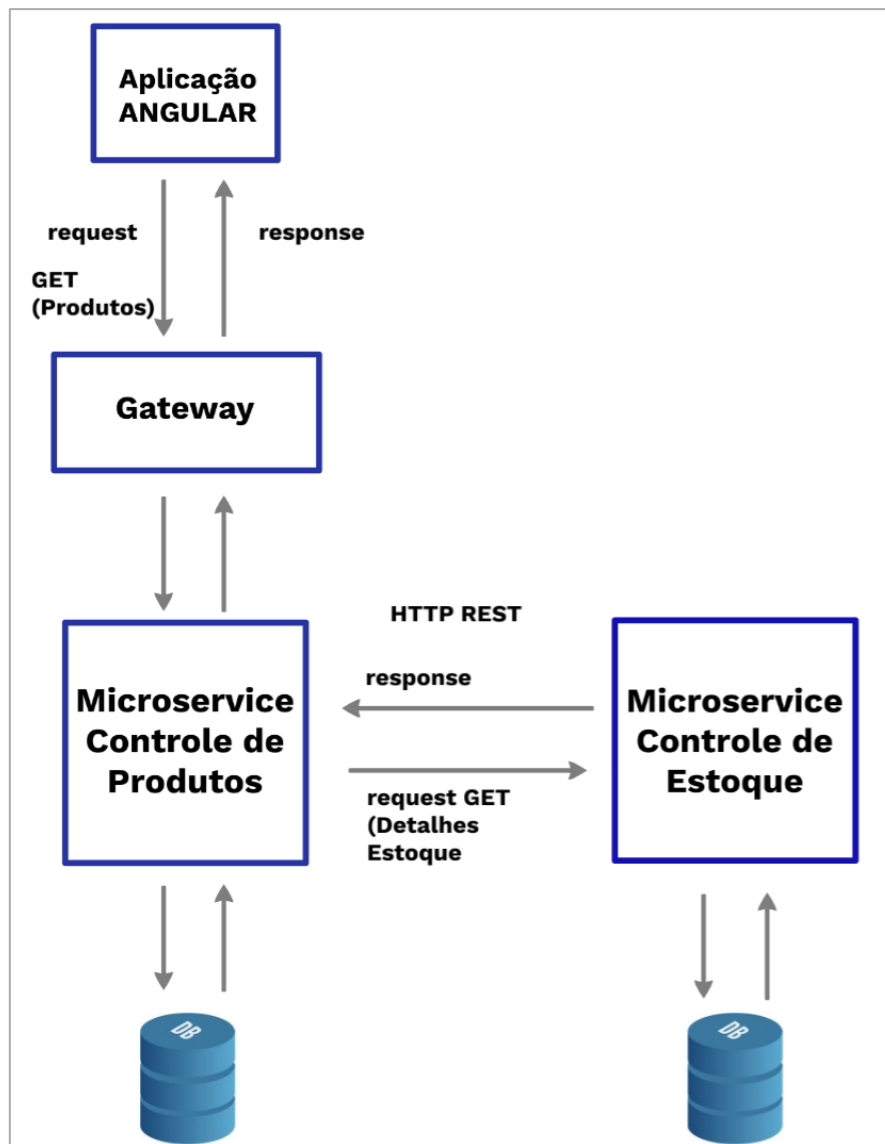 Aplicação
ANGULAR
request
response
GET
(Produtos)
Gateway
HTTP REST
response
Microservice
Controle de
Produtos
Microservice
Controle de
Estoque
request GET
(Detalhes
Estoque
DB
DB